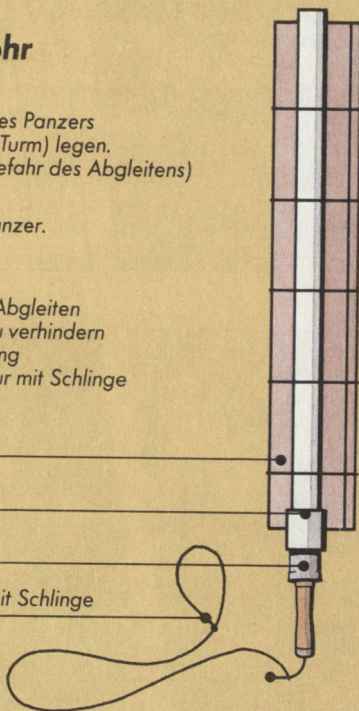 ohr
es Panzers
Turm) legen.
efahr des Abgleitens)
nzer.
Abgleiten
u verhindern
ng
ur mit Schlinge
it Schlinge